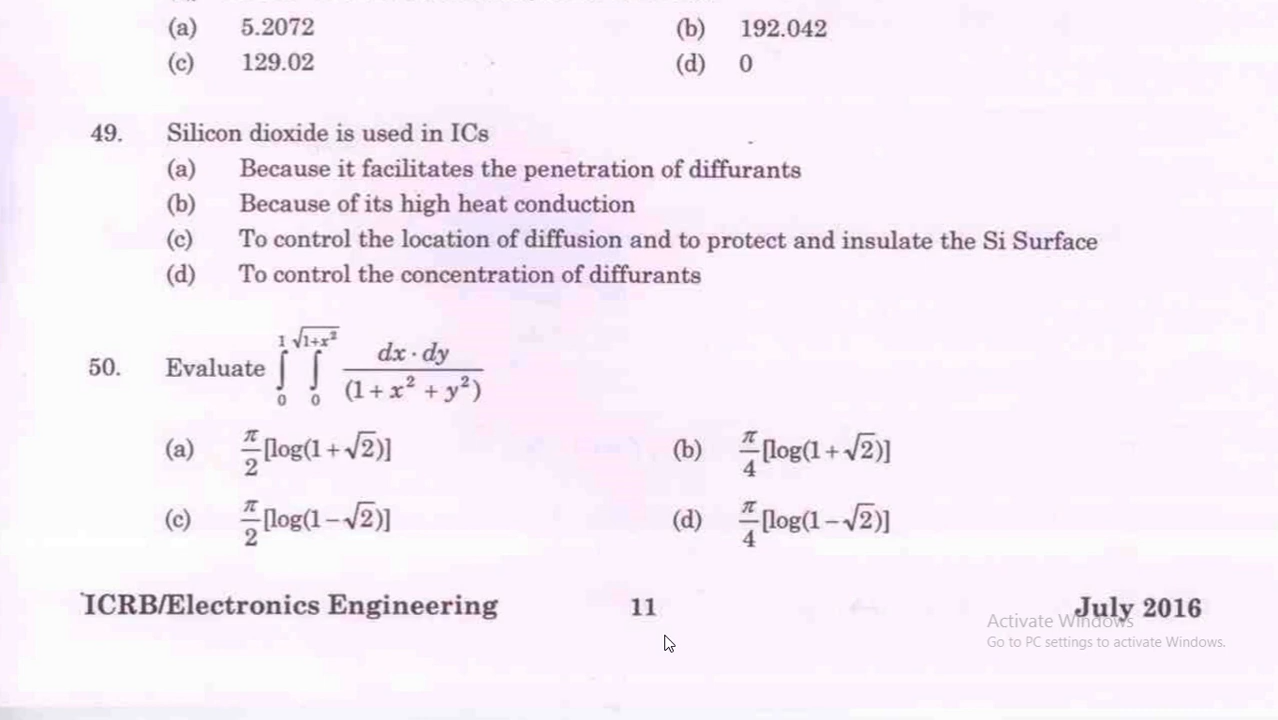 (a) 5.2072 (b) 192.042
(c) 129.02 (d) 0
49. Silicon dioxide is used in ICs
(a) Because it facilitates the penetration of diffurants
(b) Because of its high heat conduction
(c) To control the location of diffusion and to protect and insulate the Si Surface
(d) To control the concentration of diffurants
50. Evaluate ∫₀¹ ∫₀^√(1+x²) dx · dy / (1 + x² + y²)
(a) π/2 [log(1 + √2)] (b) π/4 [log(1 + √2)]
(c) π/2 [log(1 − √2)] (d) π/4 [log(1 − √2)]
ICRB/Electronics Engineering 11 July 2016
Activate Windows
Go to PC settings to activate Windows.